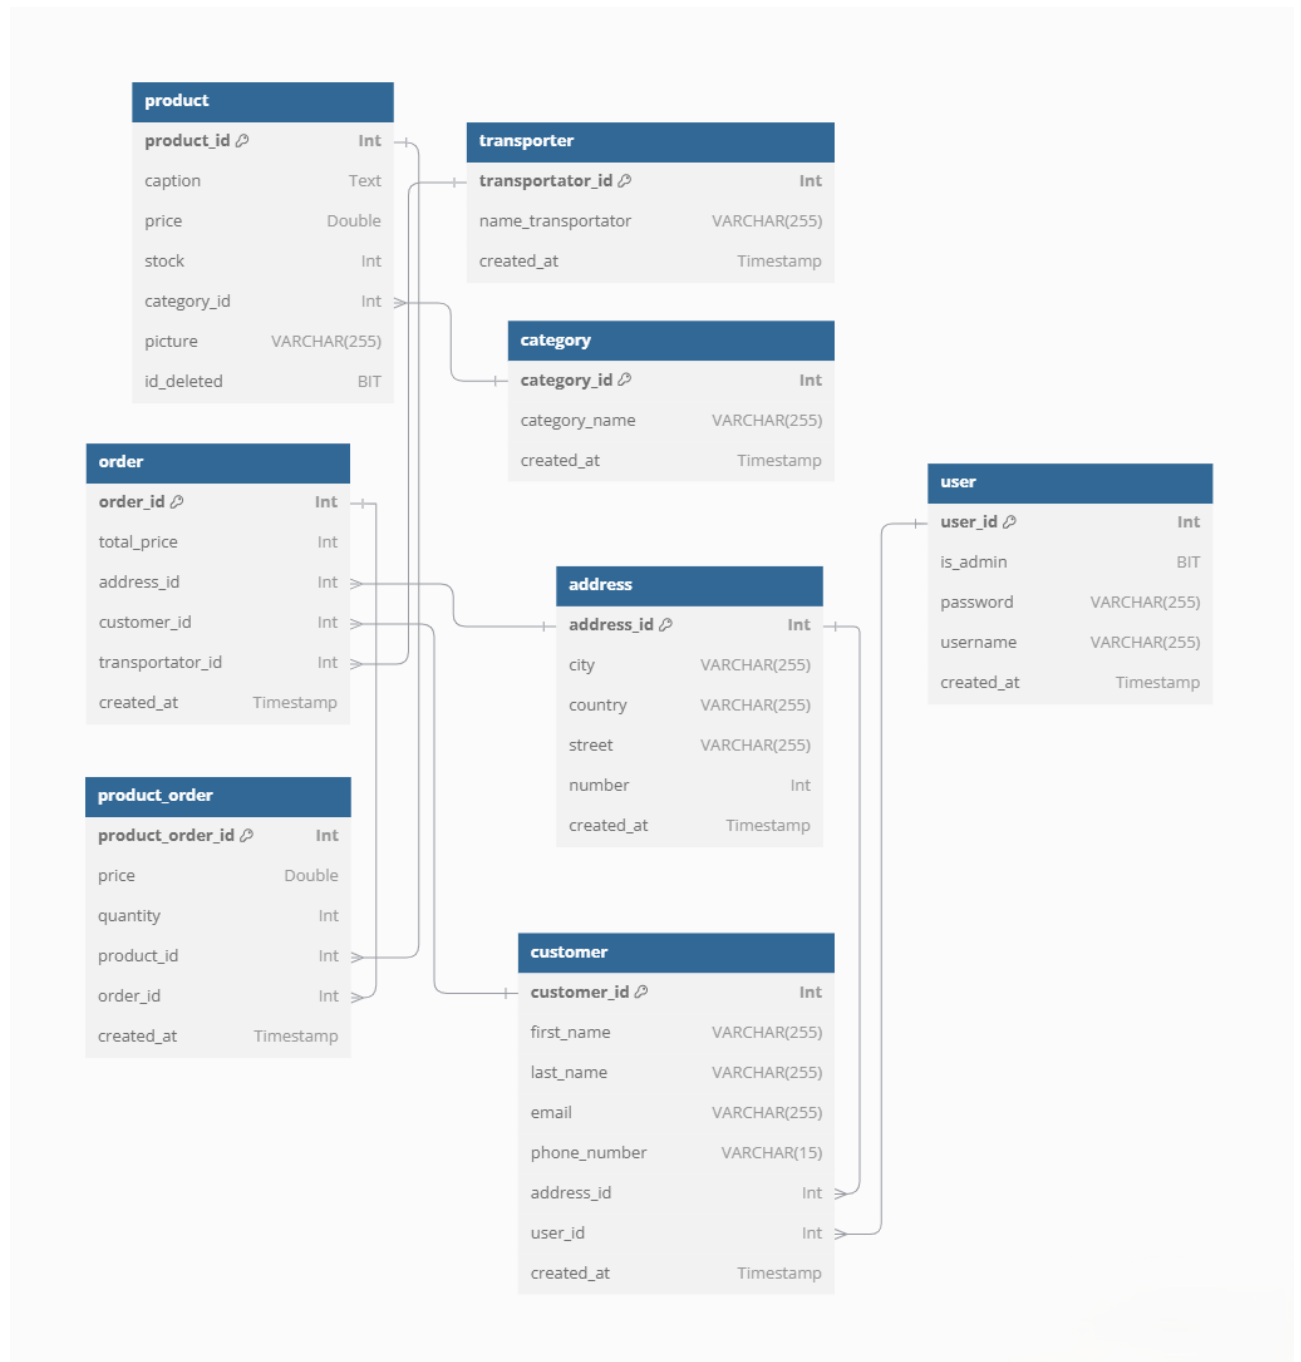 product
product_id Int
caption Text
price Double
stock Int
category_id Int
picture VARCHAR(255)
id_deleted BIT
transporter
transportator_id Int
name_transportator VARCHAR(255)
created_at Timestamp
category
category_id Int
category_name VARCHAR(255)
created_at Timestamp
order
order_id Int
total_price Int
address_id Int
customer_id Int
transportator_id Int
created_at Timestamp
user
user_id Int
is_admin BIT
password VARCHAR(255)
username VARCHAR(255)
created_at Timestamp
address
address_id Int
city VARCHAR(255)
country VARCHAR(255)
street VARCHAR(255)
number Int
created_at Timestamp
product_order
product_order_id Int
price Double
quantity Int
product_id Int
order_id Int
created_at Timestamp
customer
customer_id Int
first_name VARCHAR(255)
last_name VARCHAR(255)
email VARCHAR(255)
phone_number VARCHAR(15)
address_id Int
user_id Int
created_at Timestamp